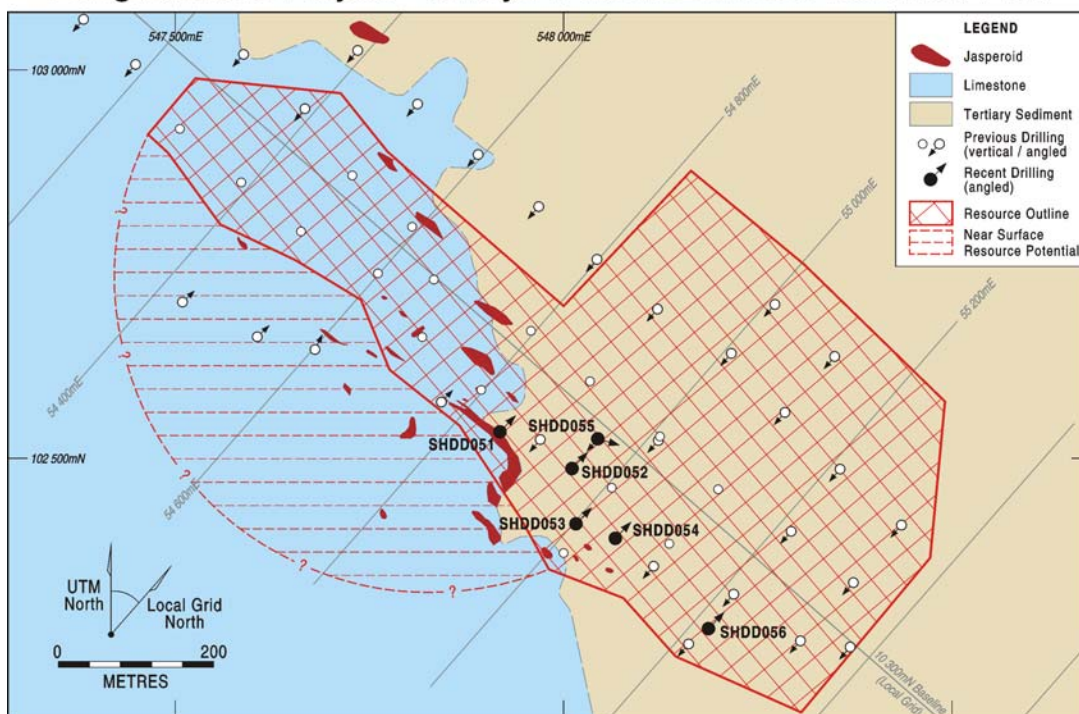 547 500mE
548 000mE
103 000mN
54 800mE
55 000mE
55 200mE
54 400mE
54 600mE
102 500mN
SHDD051
SHDD055
SHDD052
SHDD053
SHDD054
SHDD056
?
?
?
?
10 300mN Baseline
(Local Grid)
UTM
North
Local Grid
North
0
200
METRES
LEGEND
Jasperoid
Limestone
Tertiary Sediment
Previous Drilling
(vertical / angled
Recent Drilling
(angled)
Resource Outline
Near Surface
Resource Potential